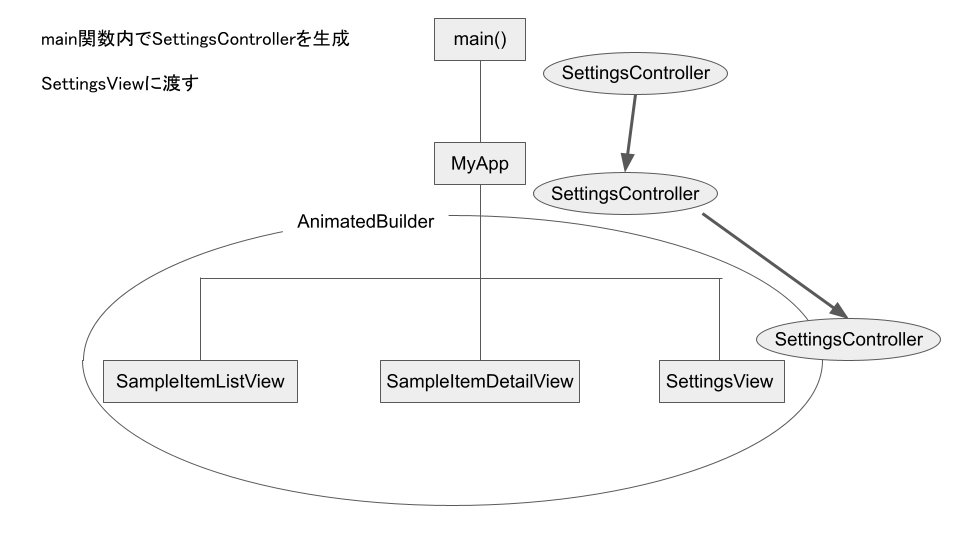 main関数内でSettingsControllerを生成
SettingsViewに渡す
main()
SettingsController
MyApp
SettingsController
AnimatedBuilder
SettingsController
SampleItemListView
SampleItemDetailView
SettingsView